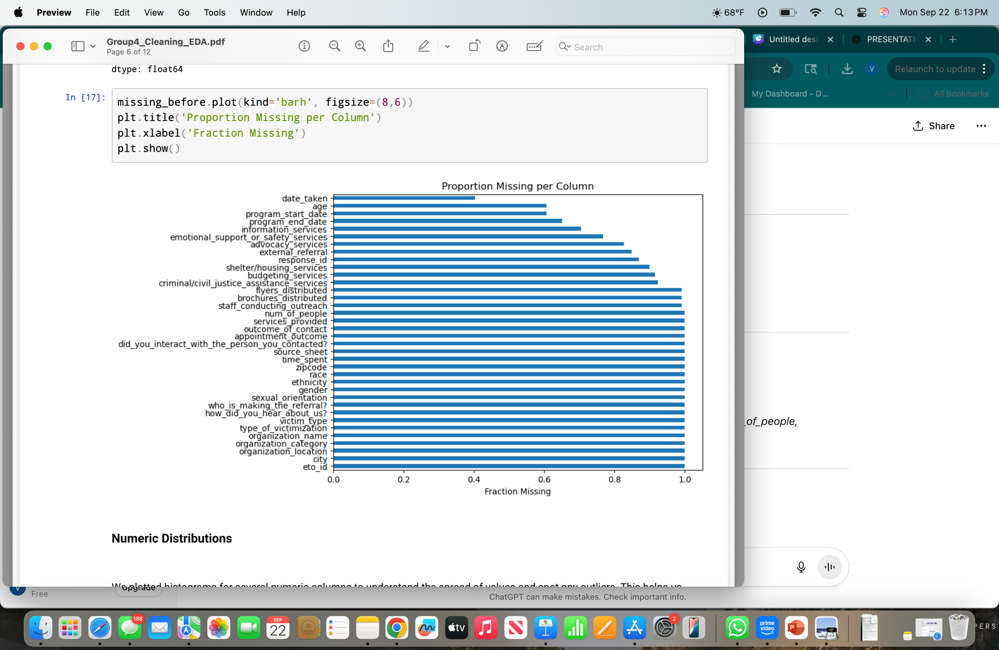 Preview File Edit View Go Tools Window Help 68°F Mon Sep 22 6:13 PM
Group4_Cleaning_EDA.pdf
Page 6 of 12
Search
Untitled desi
PRESENTATI
V
Relaunch to update
My Dashboard - D...
All Bookmarks
Share
dtype: float64
In [17]:
missing_before.plot(kind='barh', figsize=(8,6))
plt.title('Proportion Missing per Column')
plt.xlabel('Fraction Missing')
plt.show()
Proportion Missing per Column
date_taken
age
program_start_date
program_end_date
information_services
emotional_support_or_safety_services
advocacy_services
external_referral
response_id
shelter/housing_services
budgeting_services
criminal/civil_justice_assistance_services
flyers_distributed
brochures_distributed
staff_conducting_outreach
num_of_people
services_provided
outcome_of_contact
appointment_outcome
did_you_interact_with_the_person_you_contacted?
source_sheet
time_spent
zipcode
race
ethnicity
gender
sexual_orientation
who_is_making_the_referral?
how_did_you_hear_about_us?
victim_type
type_of_victimization
organization_name
organization_category
organization_location
city
eto_id
0.0 0.2 0.4 0.6 0.8 1.0
Fraction Missing
_of_people,
Numeric Distributions
We plotted histograms for several numeric columns to understand the spread of values and spot any outliers. This helps us
V
Free
Upgrade
ChatGPT can make mistakes. Check important info.
188
SEP
22
tv
2
prime
video
P
PERS